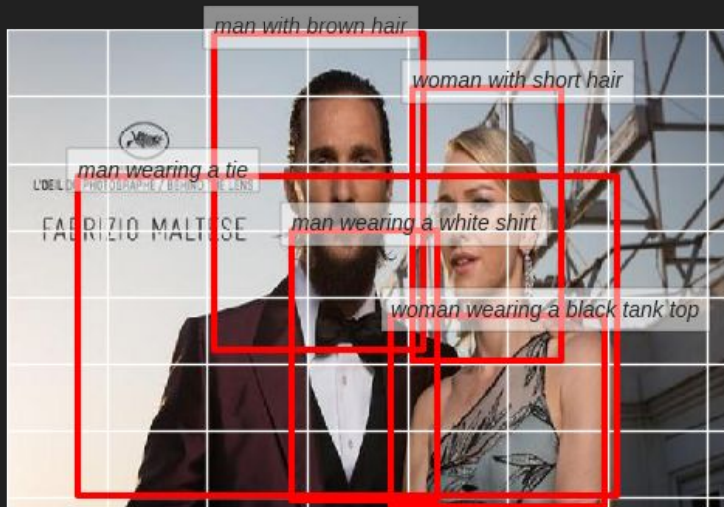 man with brown hair
woman with short hair
man wearing a tie
L'OEIL DU PHOTOGRAPHE / BEHIND THE LENS
man wearing a white shirt
FABRIZIO MALTESE
woman wearing a black tank top